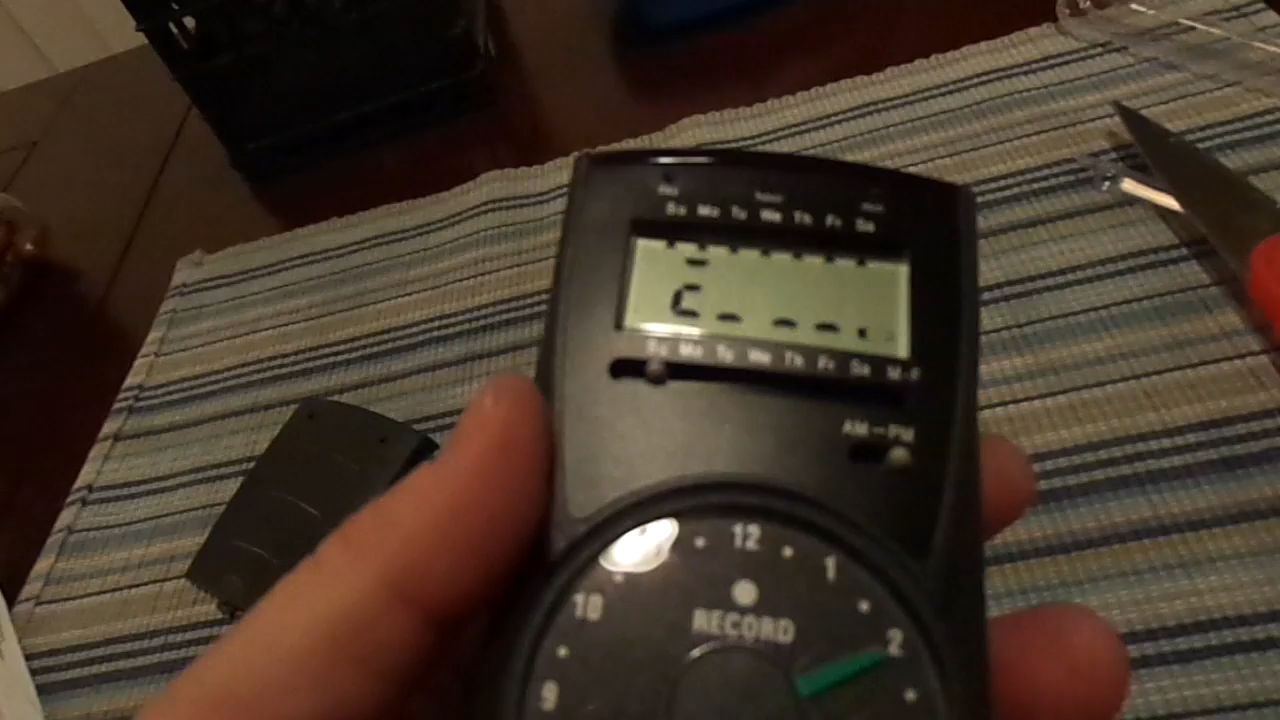 Su Mo Tu We Th Fr Sa
Su Mo Tu We Th Fr Sa M-F
AM—PM
12
1
10
RECORD
2
9